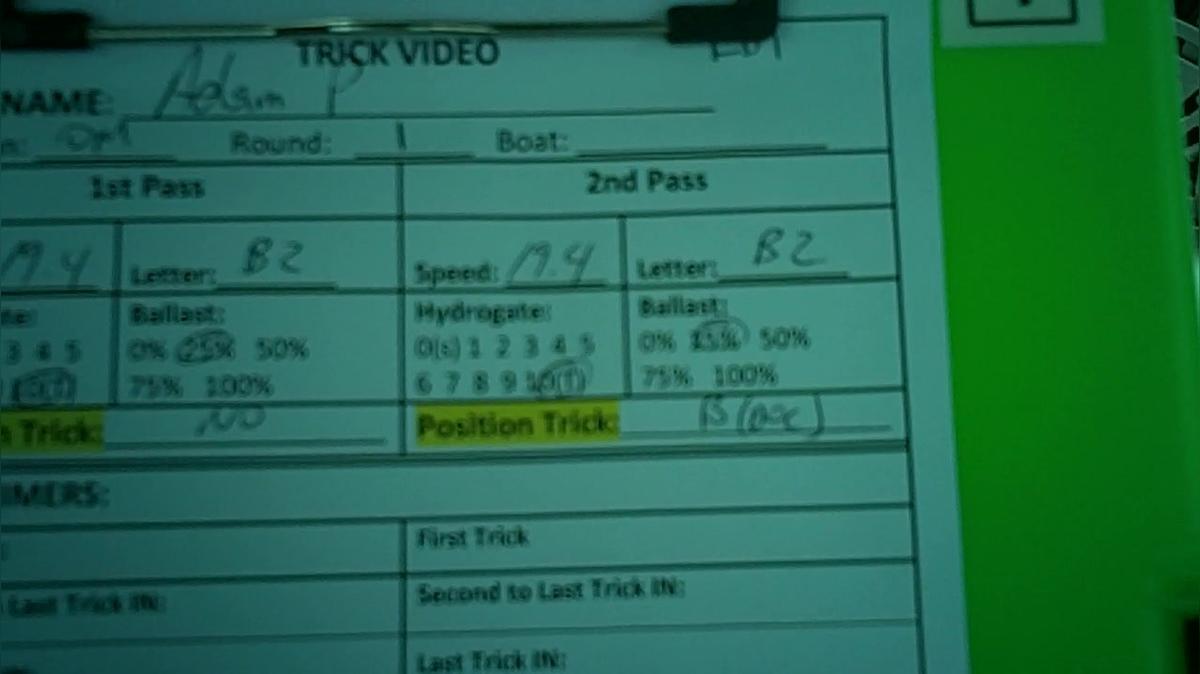 TRICK VIDEO
NAME: Adam P
Round: 1 Boat:
1st Pass 2nd Pass
19.4 Letter: B2 Speed: 19.4 Letter: B2
Ballast: Hydrogate: Ballast:
3 4 5 0% 25% 50% 0(s) 1 2 3 4 5 0% 25% 50%
10(f) 75% 100% 6 7 8 9 10(f) 75% 100%
Trick: NO Position Trick: B
First Trick
Last Trick IN: Second to Last Trick IN:
Last Trick IN: